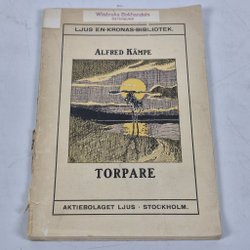 LJUS EN-KRONAS-BIBLIOTEK.
ALFRED KÄMPE
TORPARE
AKTIEBOLAGET LJUS · STOCKHOLM.